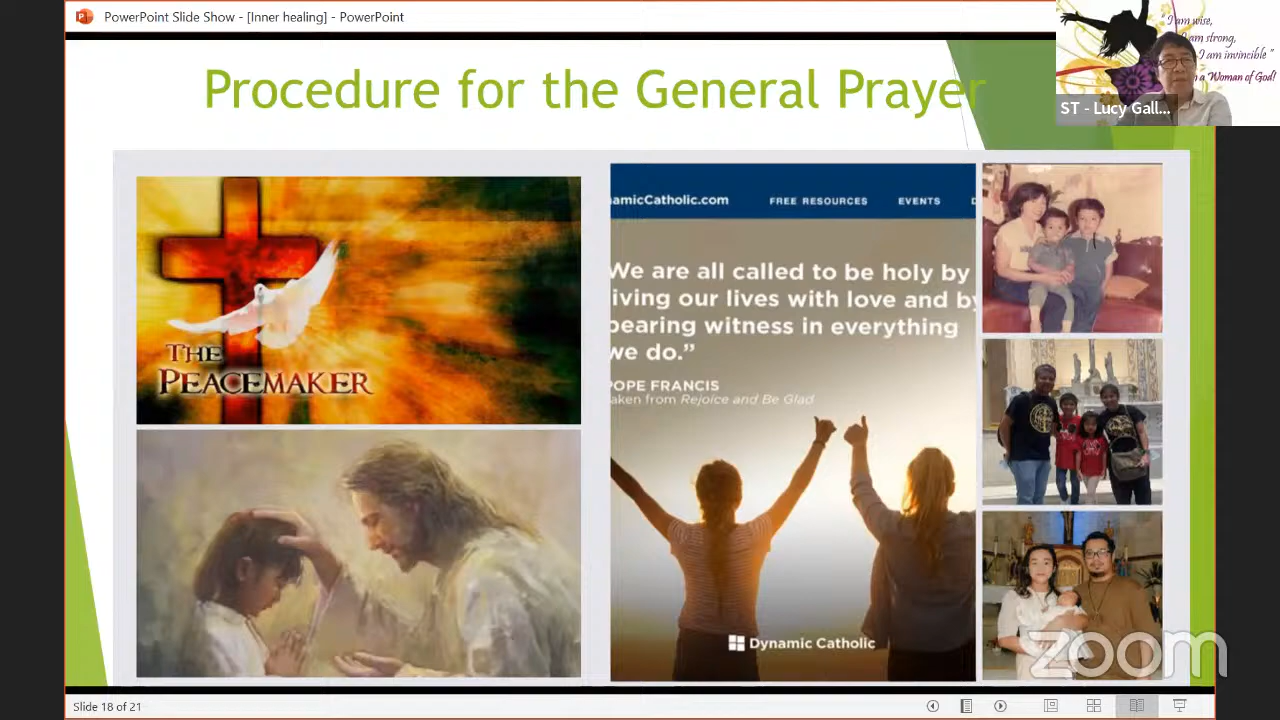 PowerPoint Slide Show - [Inner healing] - PowerPoint
"I am wise,
I am strong,
I am invincible"
a Woman of God!
ST - Lucy Gall...
Procedure for the General Prayer
THE
PEACEMAKER
amicCatholic.com FREE RESOURCES EVENTS
We are all called to be holy by
iving our lives with love and by
bearing witness in everything
we do.”
POPE FRANCIS
aken from Rejoice and Be Glad
Dynamic Catholic
zoom
Slide 18 of 21